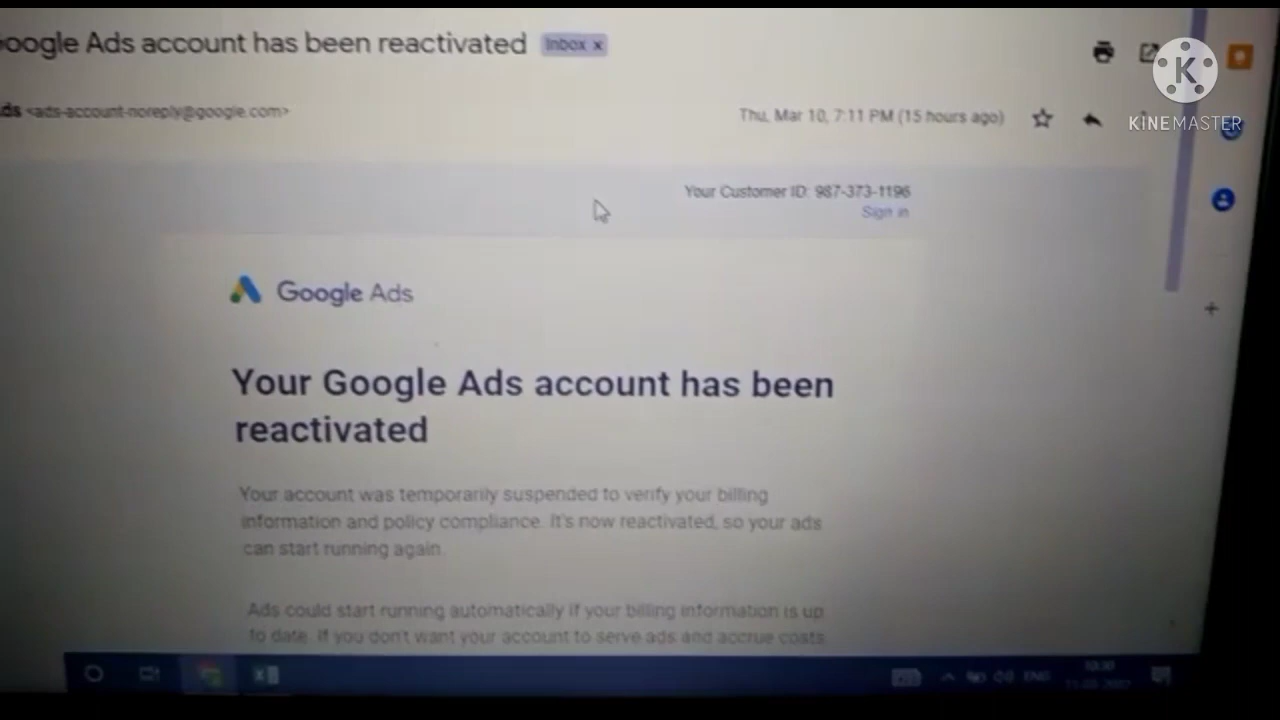 oogle Ads account has been reactivated Inbox x
ds <ads-account-noreply@google.com>
Thu, Mar 10, 7:11 PM (15 hours ago)
K
KINEMASTER
Your Customer ID: 987-373-1196
Sign in
Google Ads
Your Google Ads account has been
reactivated
Your account was temporarily suspended to verify your billing
information and policy compliance. It's now reactivated, so your ads
can start running again.
Ads could start running automatically if your billing information is up
to date. If you don't want your account to serve ads and accrue costs
ENG